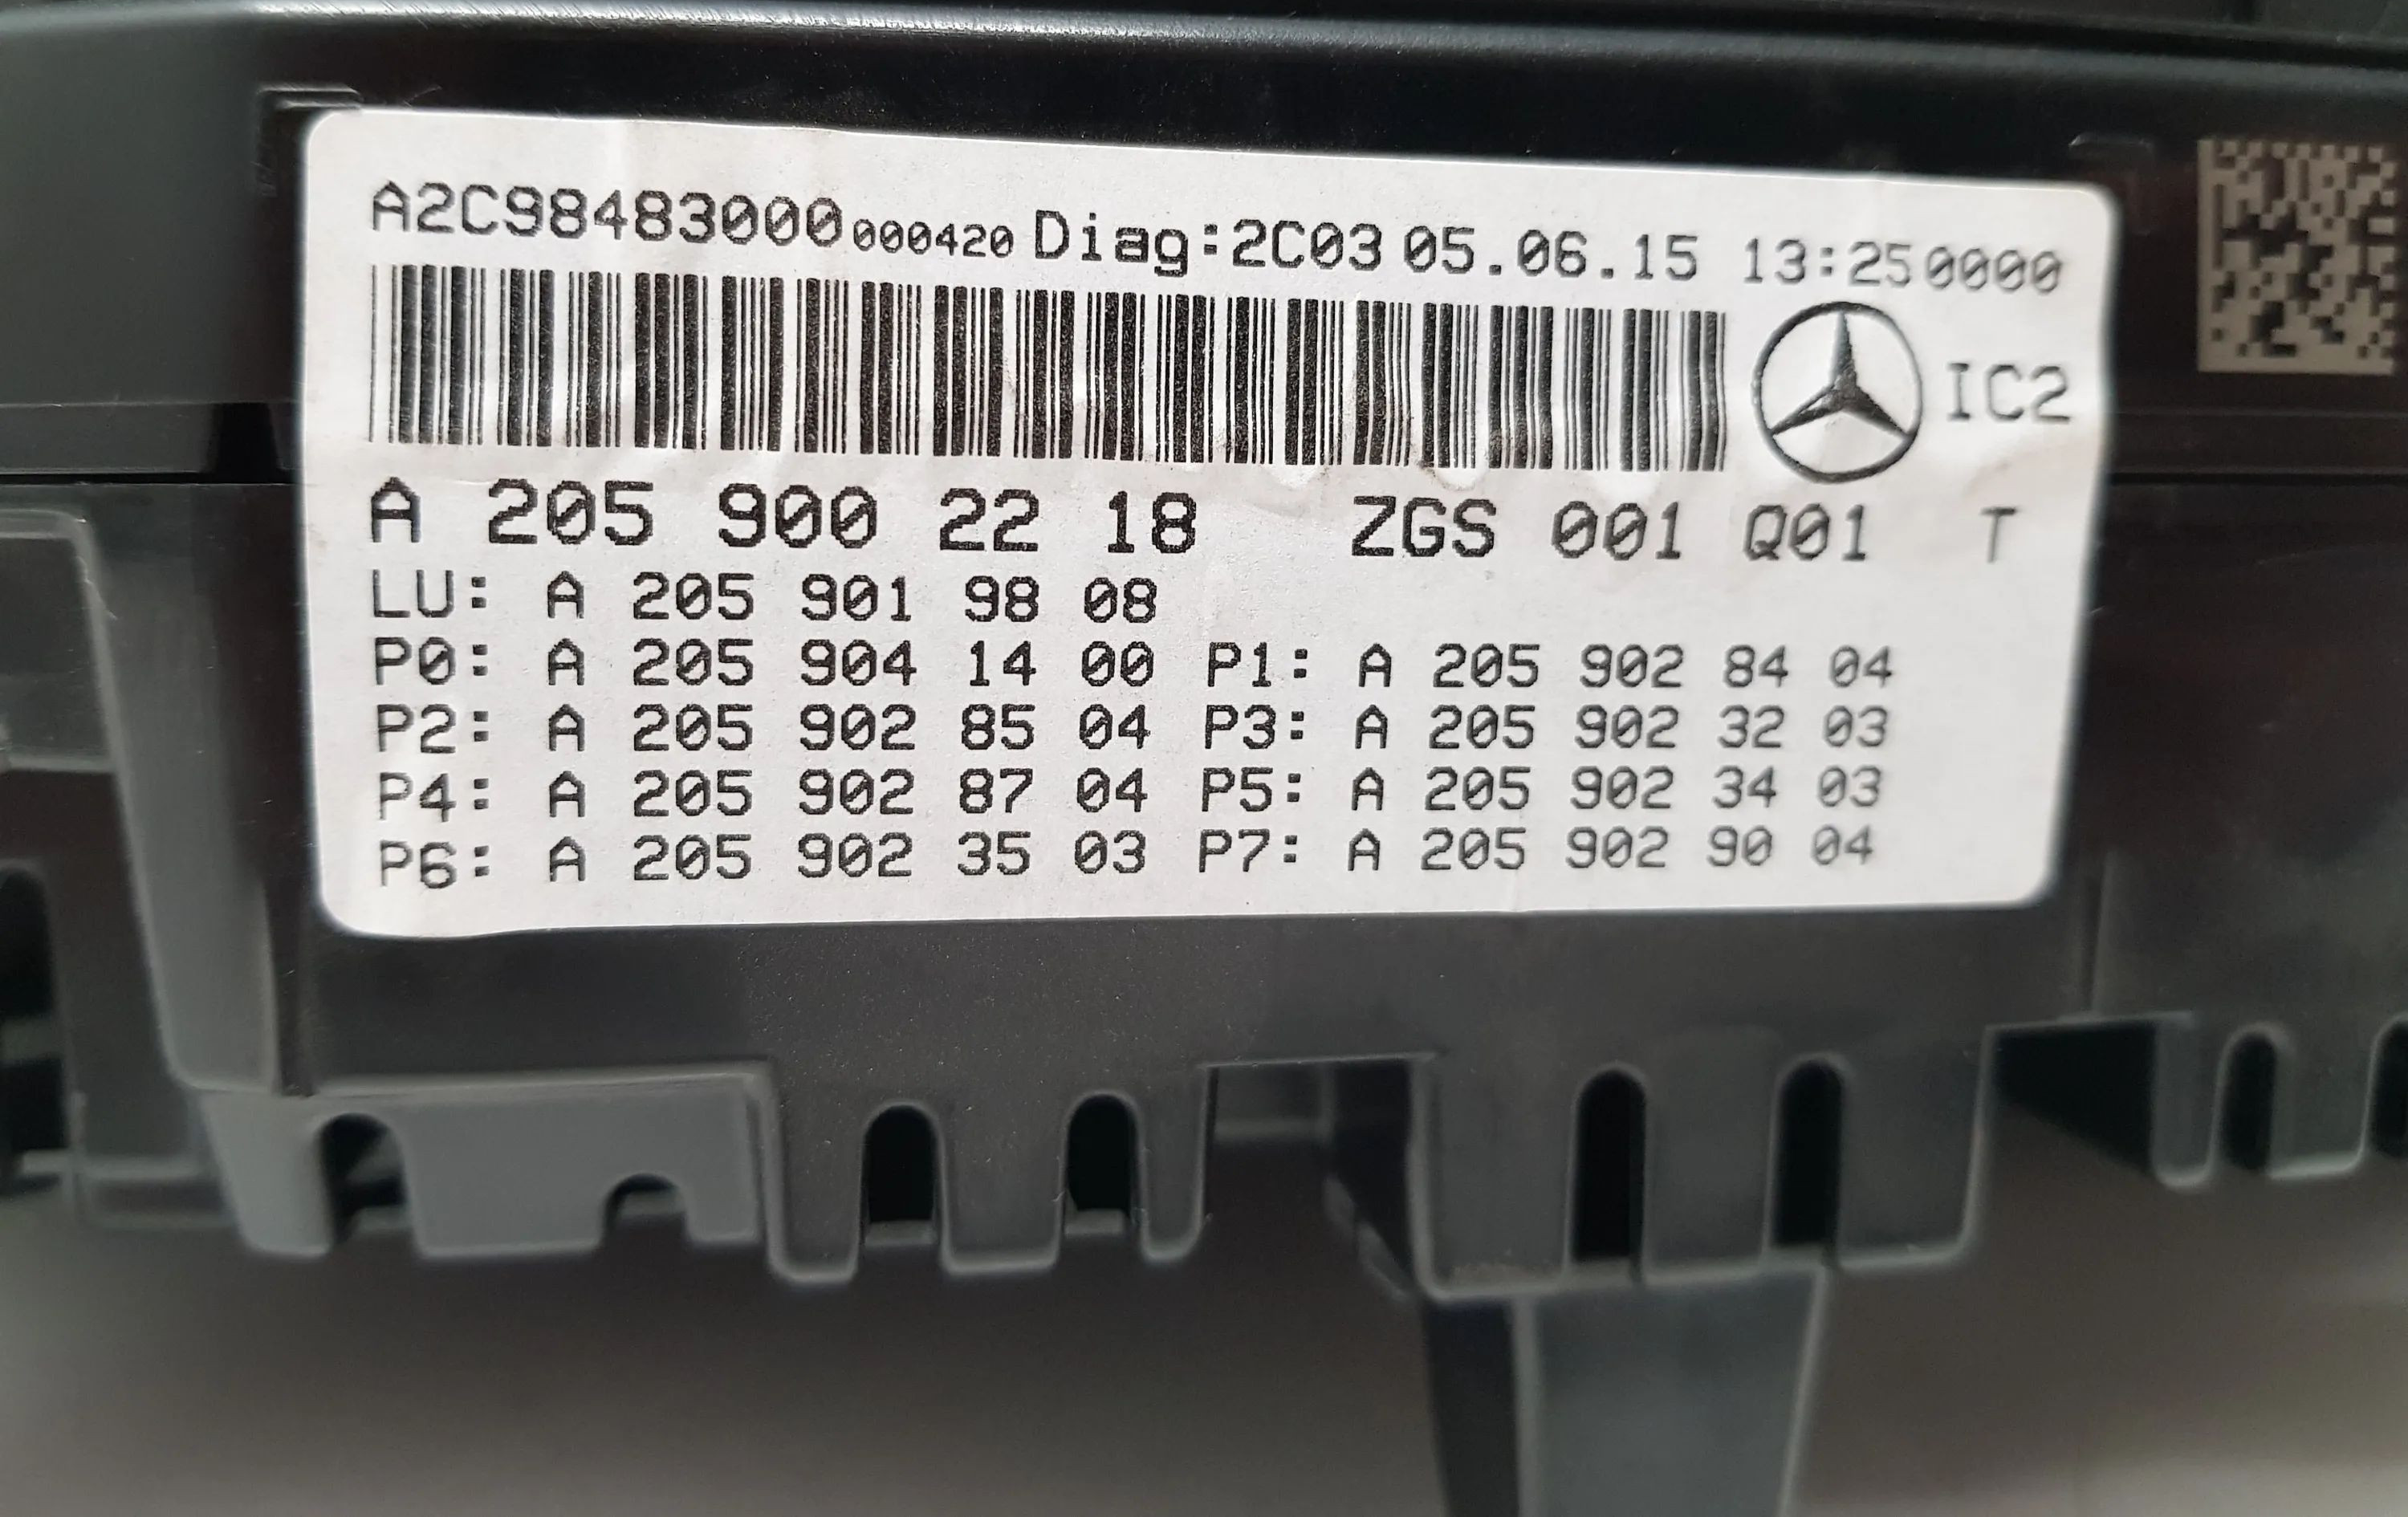 A2C98483000 000420 Diag:2C03 05.06.15 13:25 0000
IC2
A 205 900 22 18 ZGS 001 Q01 T
LU: A 205 901 98 08
P0: A 205 904 14 00 P1: A 205 902 84 04
P2: A 205 902 85 04 P3: A 205 902 32 03
P4: A 205 902 87 04 P5: A 205 902 34 03
P6: A 205 902 35 03 P7: A 205 902 90 04